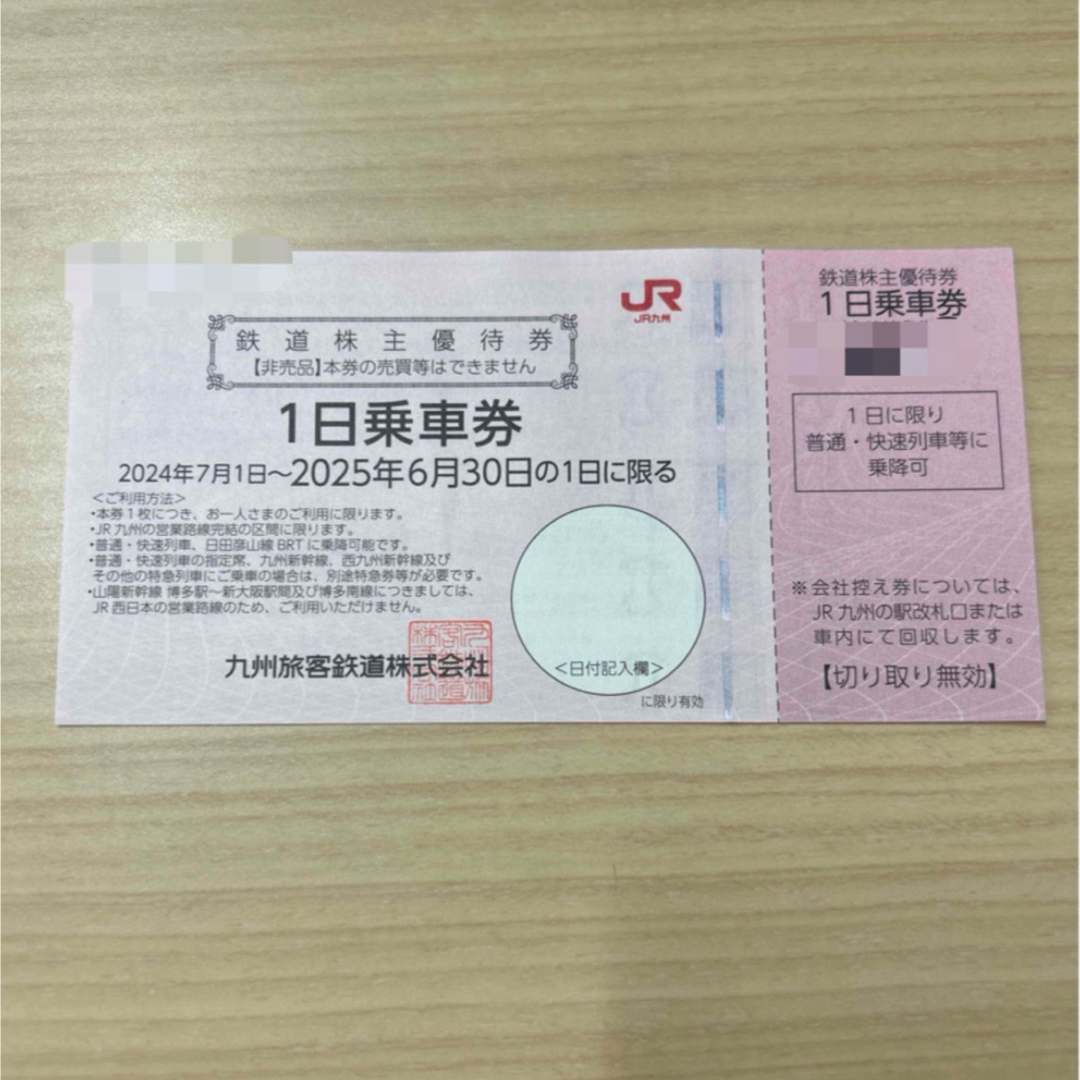 JR
JR九州
鉄道株主優待券
【非売品】本券の売買等はできません
1日乗車券
2024年7月1日～2025年6月30日の1日に限る
＜ご利用方法＞
・本券1枚につき、お一人さまのご利用に限ります。
・JR九州の営業路線完結の区間に限ります。
・普通・快速列車、日田彦山線BRTに乗降可能です。
・普通・快速列車の指定席、九州新幹線、西九州新幹線及び
その他の特急列車にご乗車の場合は、別途特急券等が必要です。
・山陽新幹線 博多駅～新大阪駅間及び博多南線につきましては、
JR西日本の営業路線のため、ご利用いただけません。
九州旅客鉄道株式会社
＜日付記入欄＞
に限り有効
鉄道株主優待券
1日乗車券
1日に限り
普通・快速列車等に
乗降可
※会社控え券については、
JR九州の駅改札口または
車内にて回収します。
【切り取り無効】